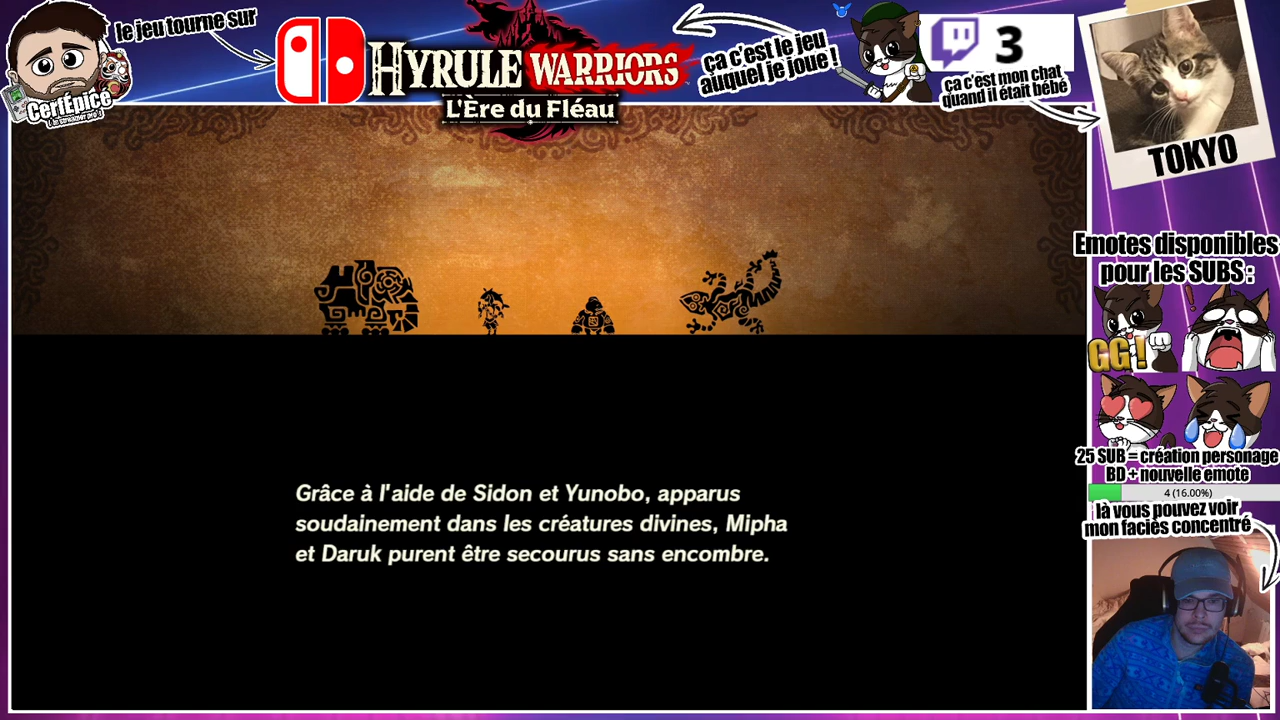 le jeu tourne sur
HYRULE WARRIORS
L'Ère du Fléau
ça c'est le jeu
auquel je joue !
3
ça c'est mon chat
quand il était bébé
TOKYO
CertÉpicé
Emotes disponibles
pour les SUBS :
GG !
25 SUB = création personage
BD + nouvelle emote
4 (16.00%)
là vous pouvez voir
mon faciès concentré
Grâce à l'aide de Sidon et Yunobo, apparus
soudainement dans les créatures divines, Mipha
et Daruk purent être secourus sans encombre.